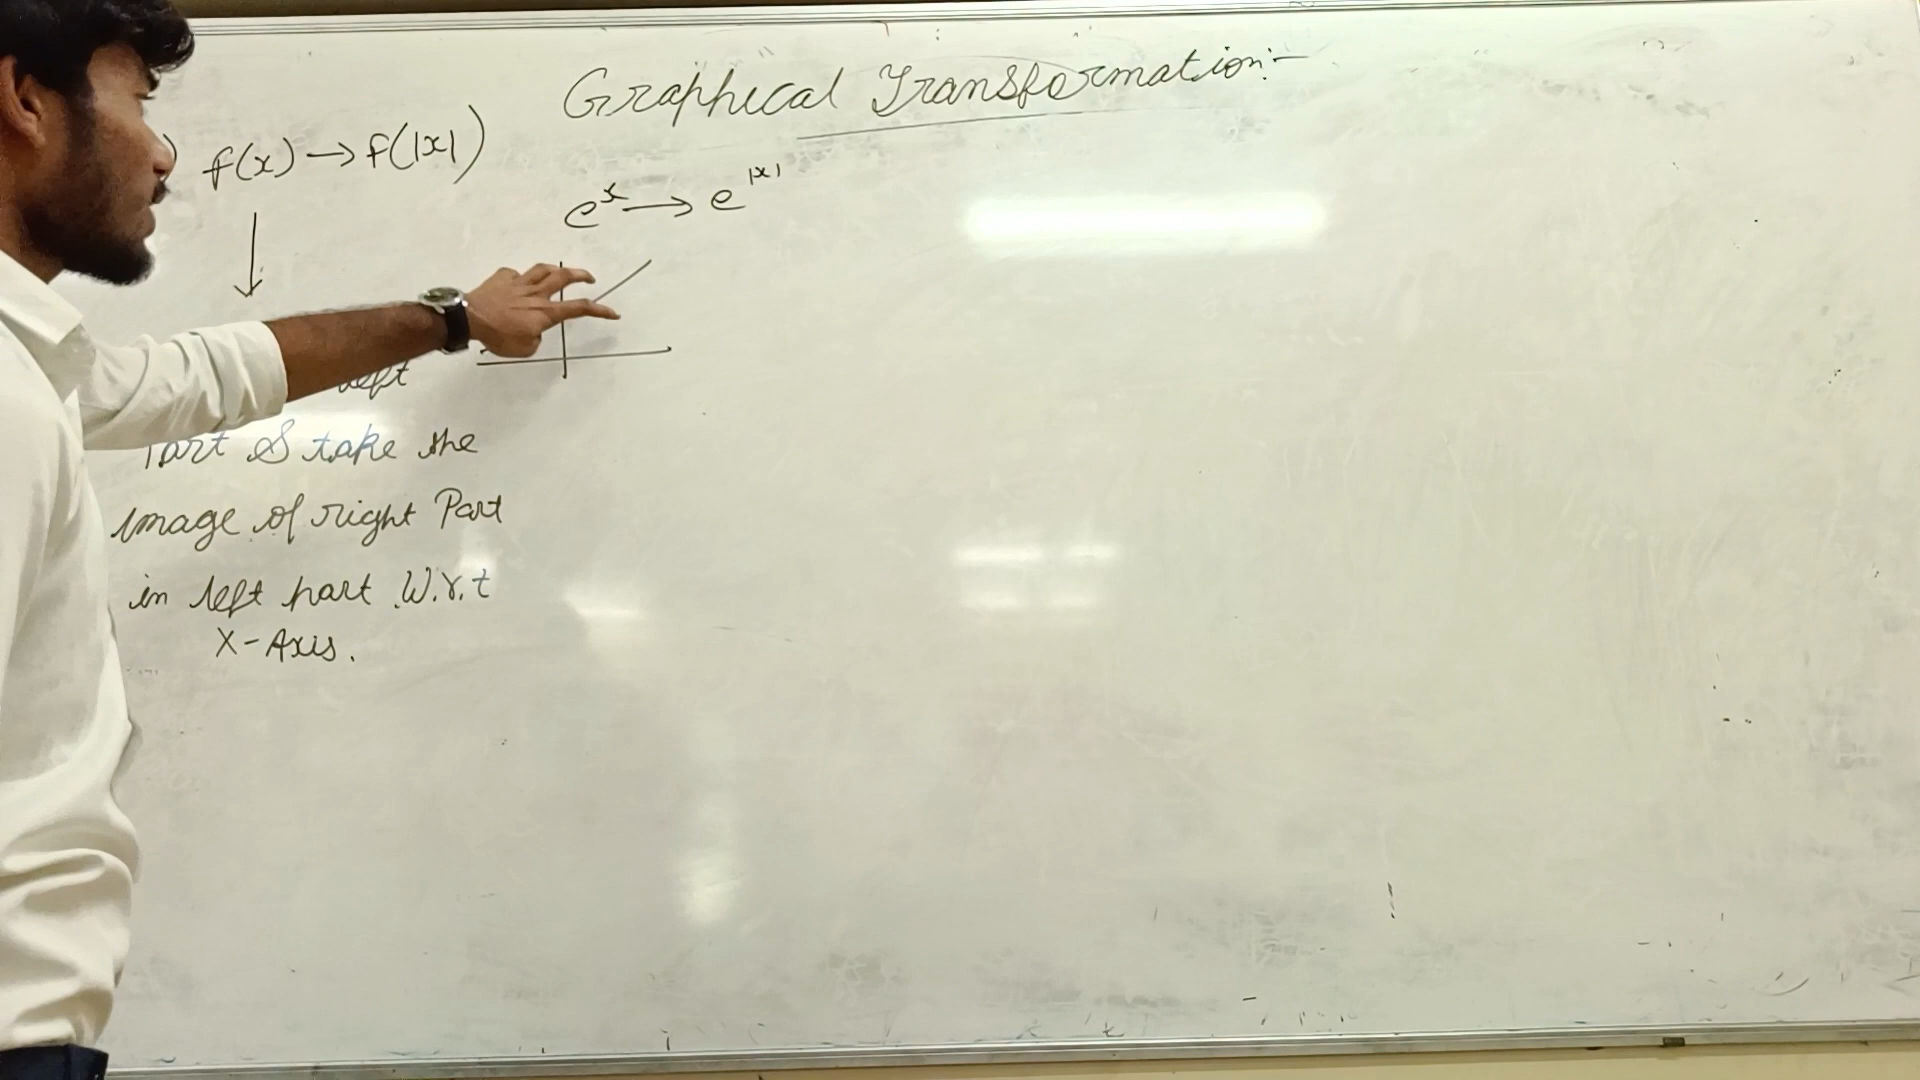 Graphical Transformation:-
) f(x) → f(|x|)
e^x → e^|x|
left
Part & take the
image of right Part
in left part W.r.t
X-Axis.